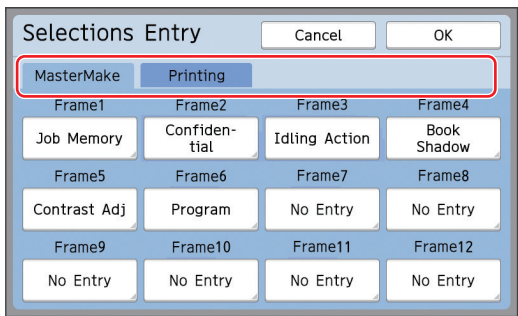 Selections Entry Cancel OK
MasterMake Printing
Frame1 Frame2 Frame3 Frame4
Job Memory Confiden-
tial Idling Action Book
Shadow
Frame5 Frame6 Frame7 Frame8
Contrast Adj Program No Entry No Entry
Frame9 Frame10 Frame11 Frame12
No Entry No Entry No Entry No Entry